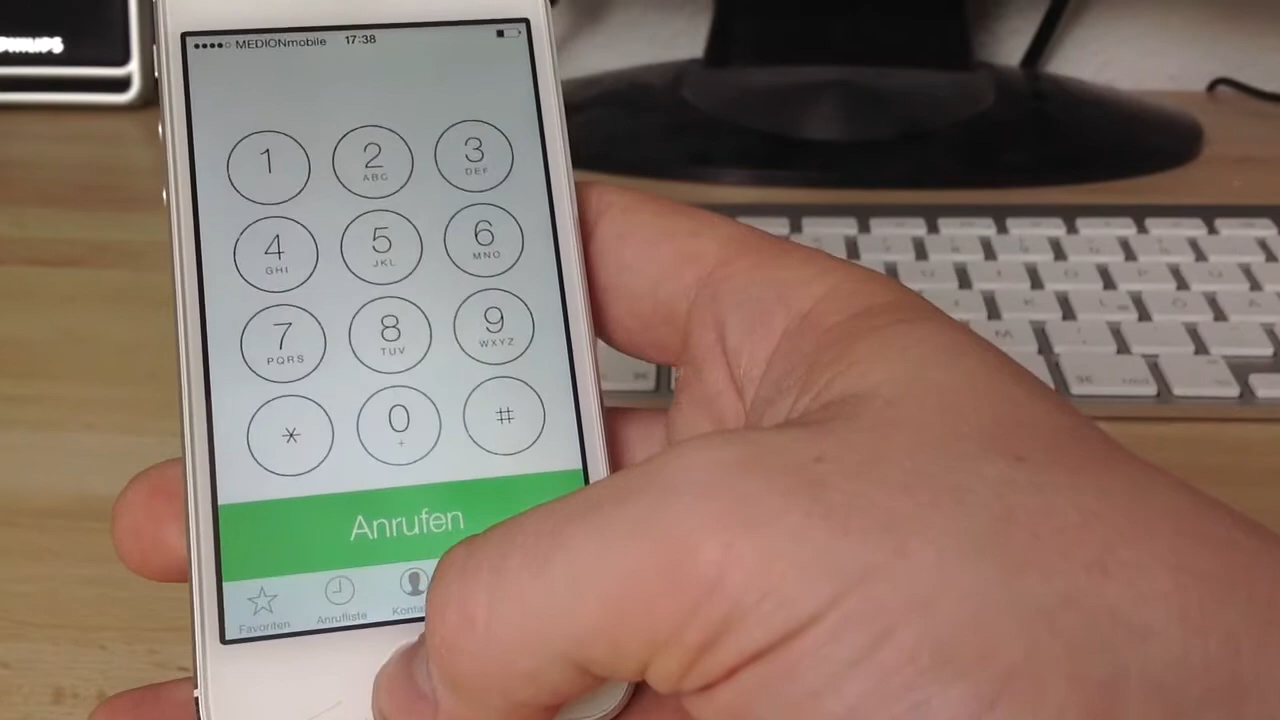 PHILIPS
MEDIONmobile 17:38
1 2 3
ABC DEF
4 5 6
GHI JKL MNO
7 8 9
PQRS TUV WXYZ
* 0 #
+
Anrufen
Favoriten Anrufliste